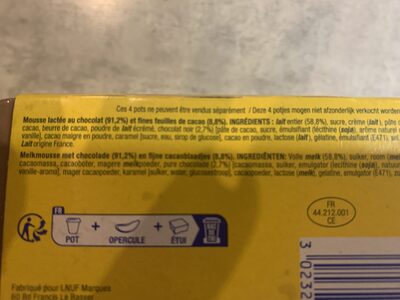 Ces 4 pots ne peuvent être vendus séparément / Deze 4 potjes mogen niet afzonderlijk verkocht worden
Mousse lactée au chocolat (91,2%) et fines feuilles de cacao (8,8%). INGRÉDIENTS : lait entier (58,8%), sucre, crème (lait), pâte de
cacao, beurre de cacao, poudre de lait écrémé, chocolat noir (2,7%) [pâte de cacao, sucre, émulsifiant (lécithine (soja), arôme naturel
vanille), cacao maigre en poudre, caramel [sucre, eau, sirop de glucose], cacao en poudre, lactose (lait), gélatine, émulsifiant (E471),
Lait origine France.
Melkmousse met chocolade (91,2%) en fijne cacaoblaadjes (8,8%). INGREDIËNTEN: Volle melk (58,8%), suiker, room
cacaomassa, cacaoboter, magere melkpoeder, pure chocolade (2,7%) [cacaomassa, suiker, emulgator (soja),
vanille-aroma], mager cacaopoeder, karamel [suiker, water, glucosestroop], cacaopoeder, lactose (melk), gelatine, emulgator (E471),
FR
POT + OPERCULE + ÉTUI
FR
44.212.001
CE
Fabriqué pour LNUF Marques
3 023